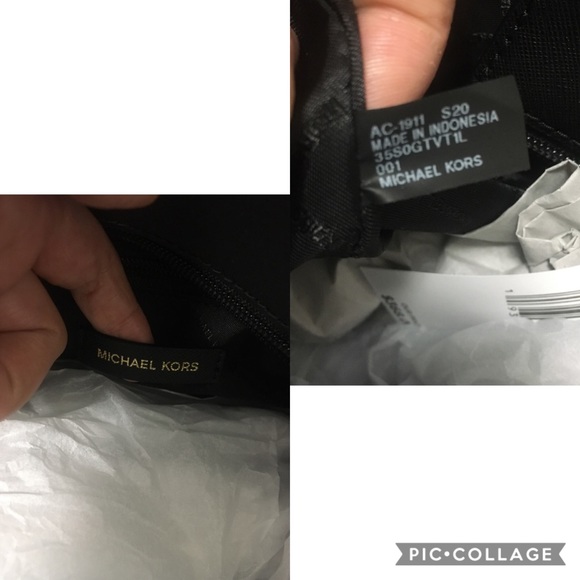 AC-1911 S20
MADE IN INDONESIA
35S0GTVT1L
001
MICHAEL KORS
MICHAEL KORS
PIC•COLLAGE